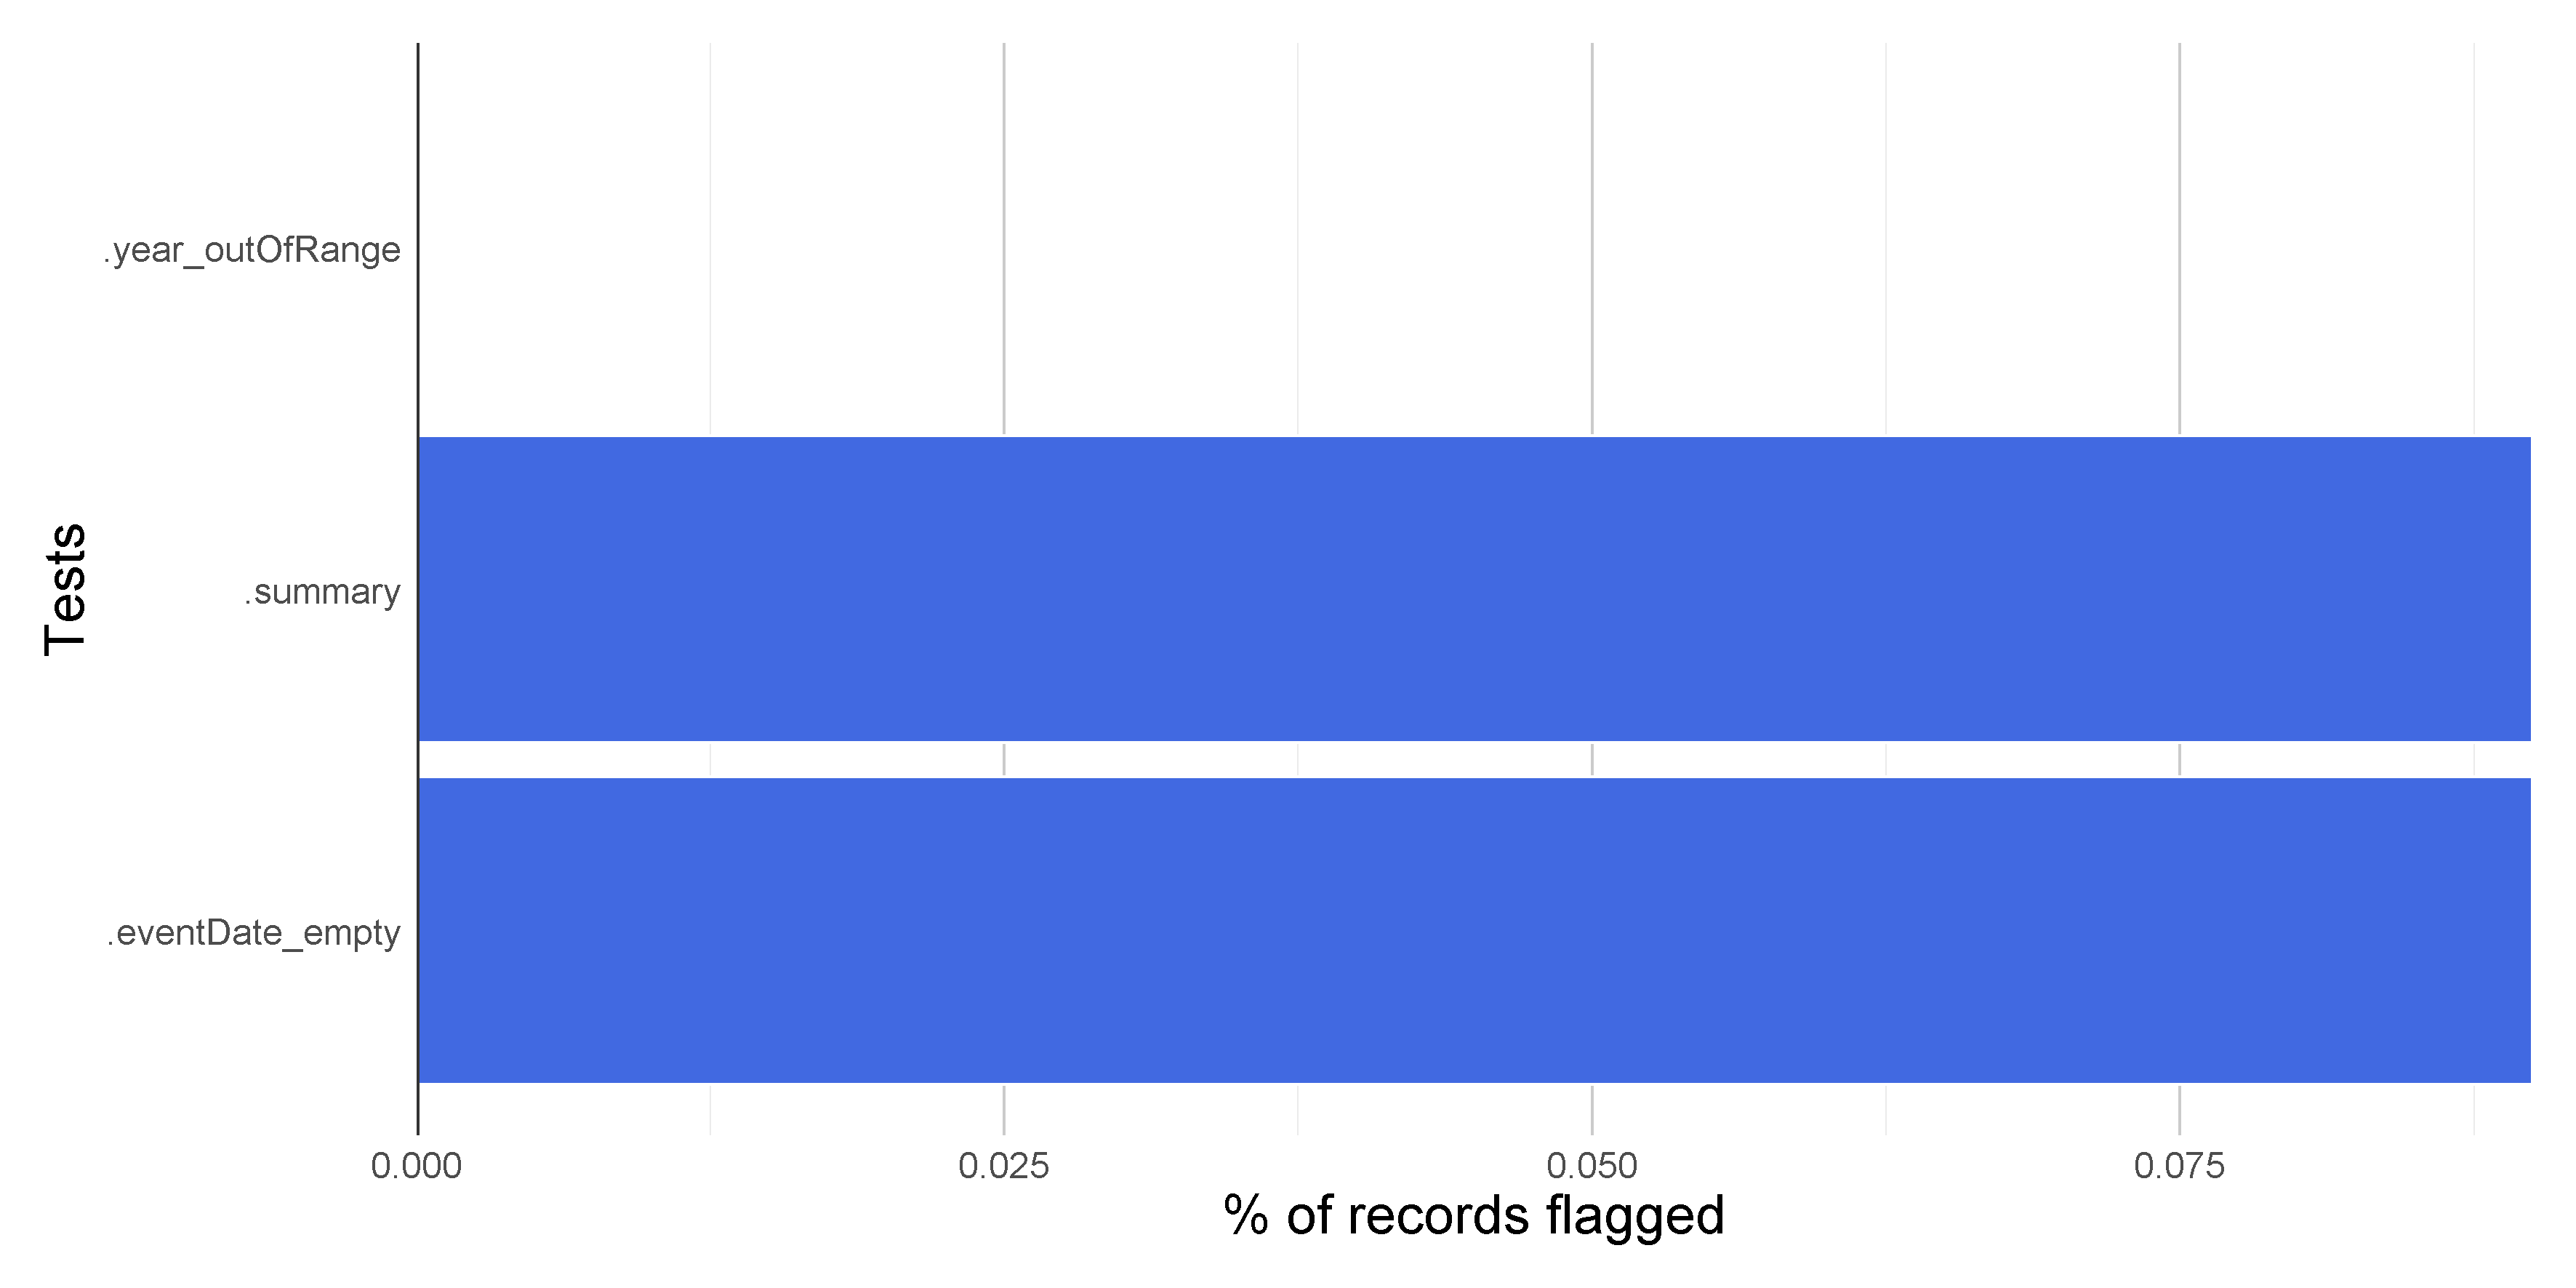 Tests
.year_outOfRange
.summary
.eventDate_empty
0.000
0.025
0.050
0.075
% of records flagged